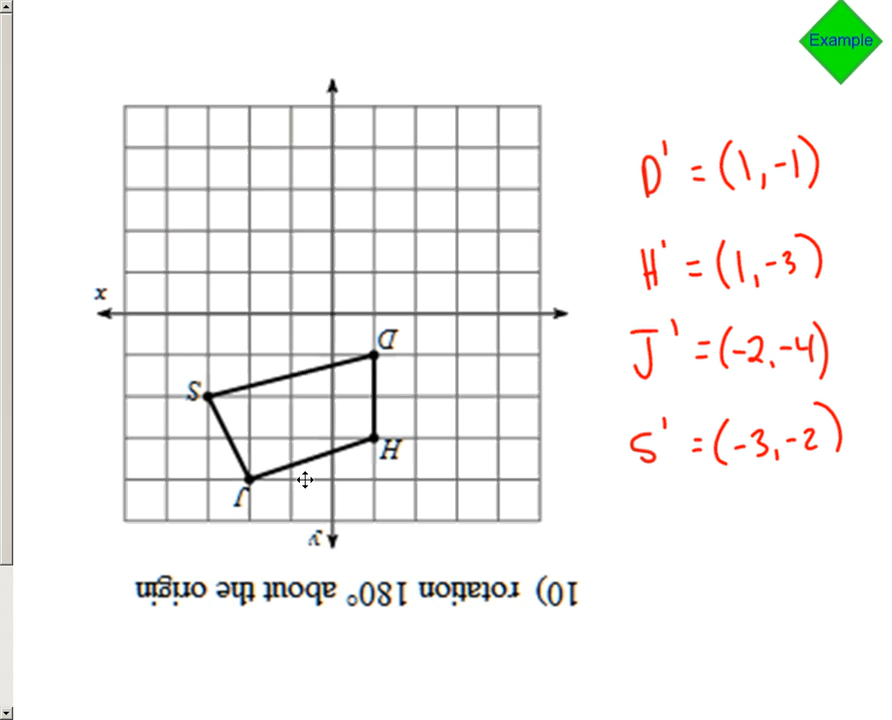 Example
D' = (1, -1)
H' = (1, -3)
J' = (-2, -4)
S' = (-3, -2)
x
D
S
H
J
y
10) rotation 180° about the origin